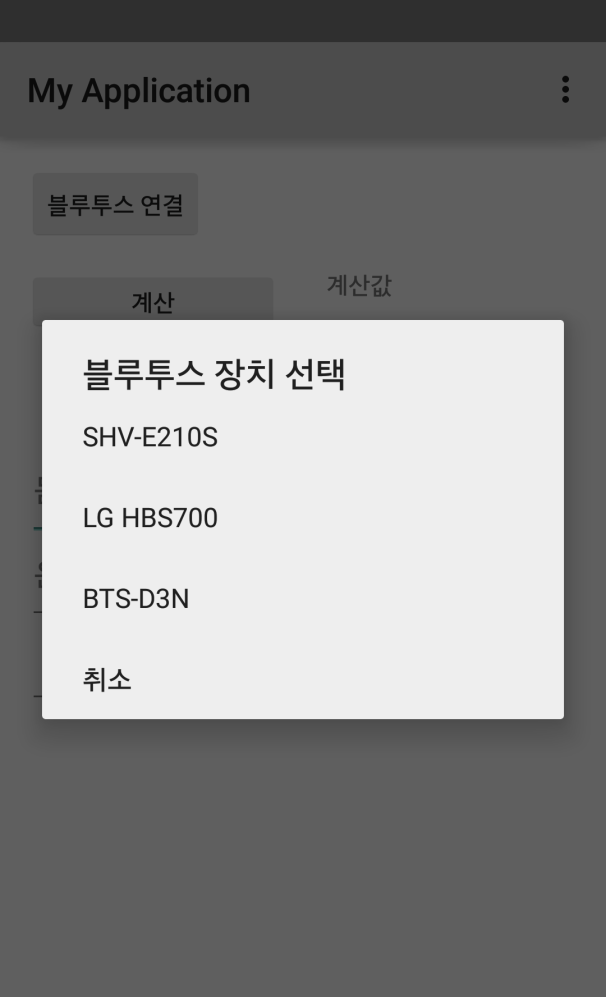 My Application
블루투스 연결
계산
계산값
블루투스 장치 선택
SHV-E210S
LG HBS700
BTS-D3N
취소